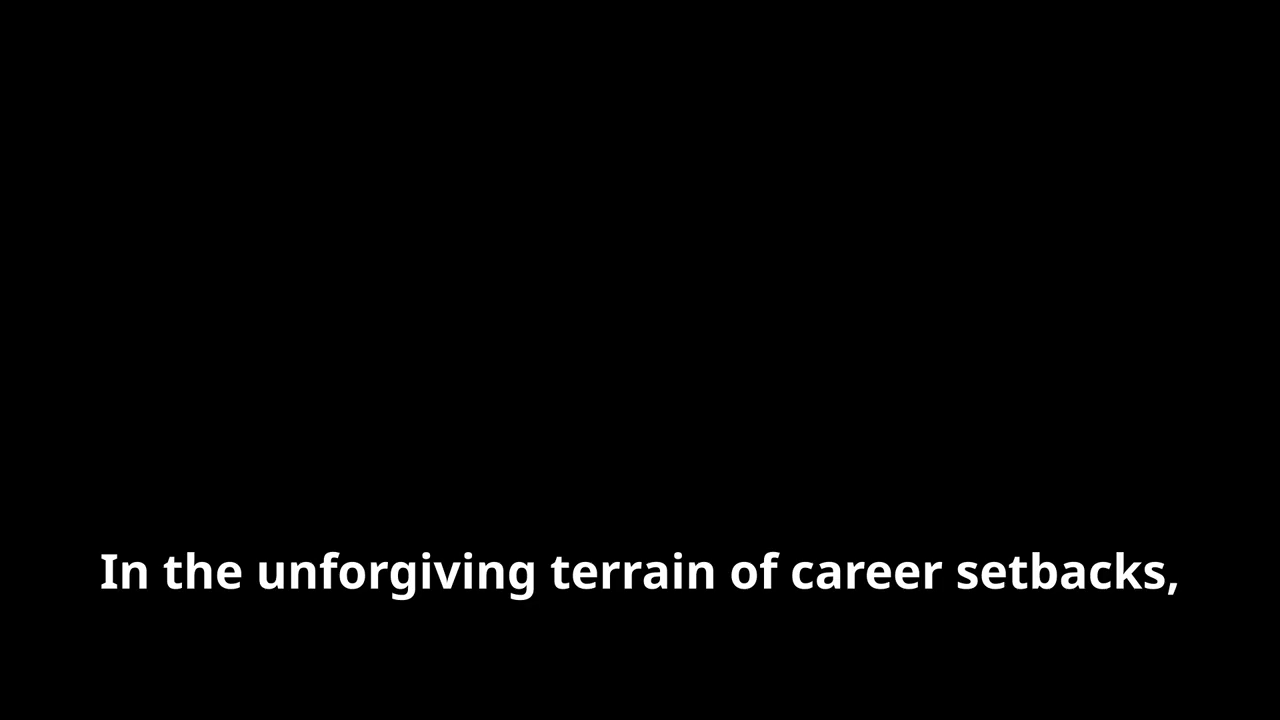 In the unforgiving terrain of career setbacks,